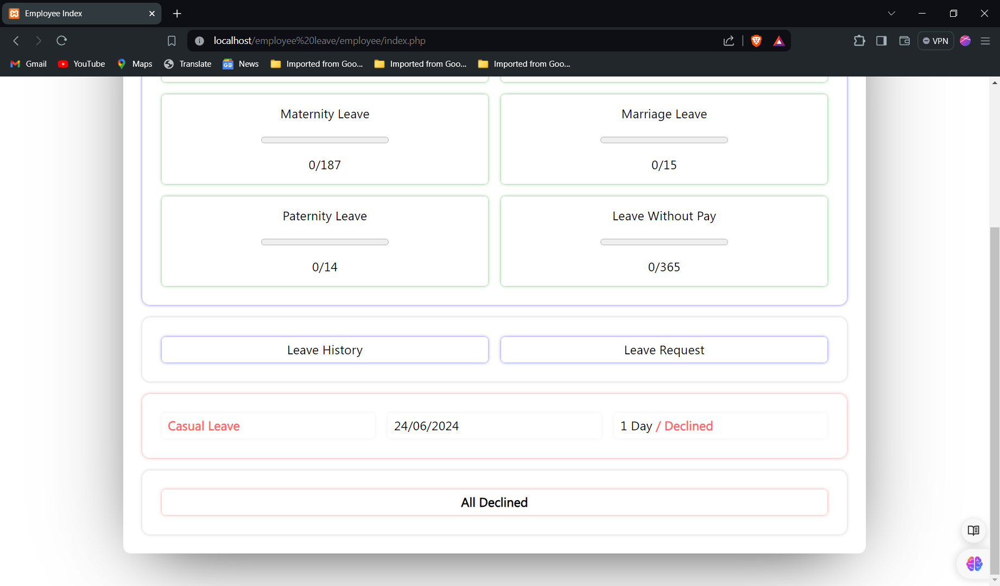 Employee Index
localhost/employee%20leave/employee/index.php
VPN
Gmail YouTube Maps Translate GE News Imported from Goo... Imported from Goo... Imported from Goo...
Maternity Leave
0/187
Marriage Leave
0/15
Paternity Leave
0/14
Leave Without Pay
0/365
Leave History
Leave Request
Casual Leave
24/06/2024
1 Day / Declined
All Declined